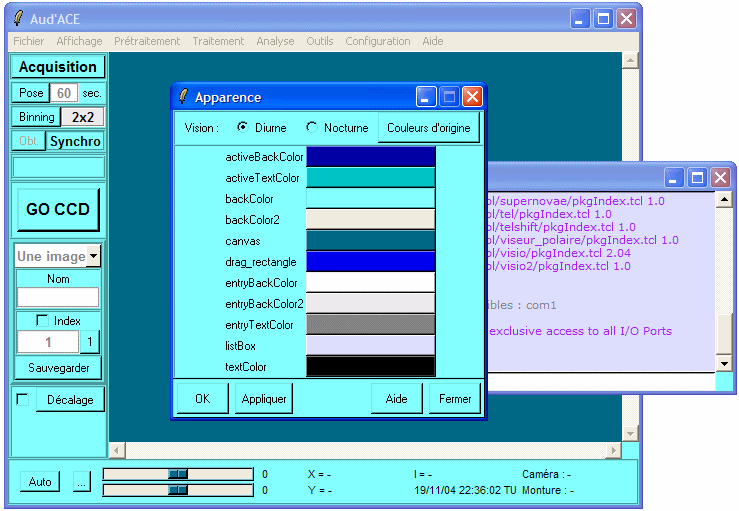 Aud'ACE
Fichier Affichage Prétraitement Traitement Analyse Outils Configuration Aide
Acquisition
Pose 60 sec.
Binning 2x2
Obt. Synchro
GO CCD
Une image
Nom
Index
1 1
Sauvegarder
Décalage
Apparence
Vision : Diurne Nocturne Couleurs d'origine
activeBackColor
activeTextColor
backColor
backColor2
canvas
drag_rectangle
entryBackColor
entryBackColor2
entryTextColor
listBox
textColor
OK Appliquer Aide Fermer
ol/supernovae/pkgIndex.tcl 1.0
ol/tel/pkgIndex.tcl 1.0
ol/telshift/pkgIndex.tcl 1.0
ol/viseur_polaire/pkgIndex.tcl 1.0
ol/visio/pkgIndex.tcl 2.04
ol/visio2/pkgIndex.tcl 1.0
ibles : com1
exclusive access to all I/O Ports
Auto ... 0 X = - I = - Caméra : -
0 Y = - 19/11/04 22:36:02 TU Monture : -